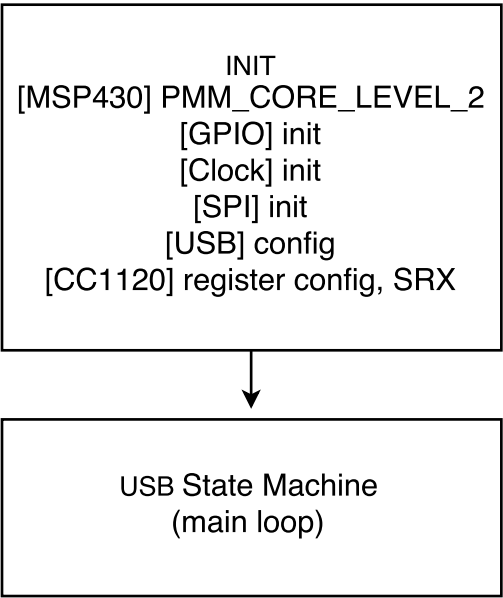 INIT
[MSP430] PMM_CORE_LEVEL_2
[GPIO] init
[Clock] init
[SPI] init
[USB] config
[CC1120] register config, SRX
USB State Machine
(main loop)